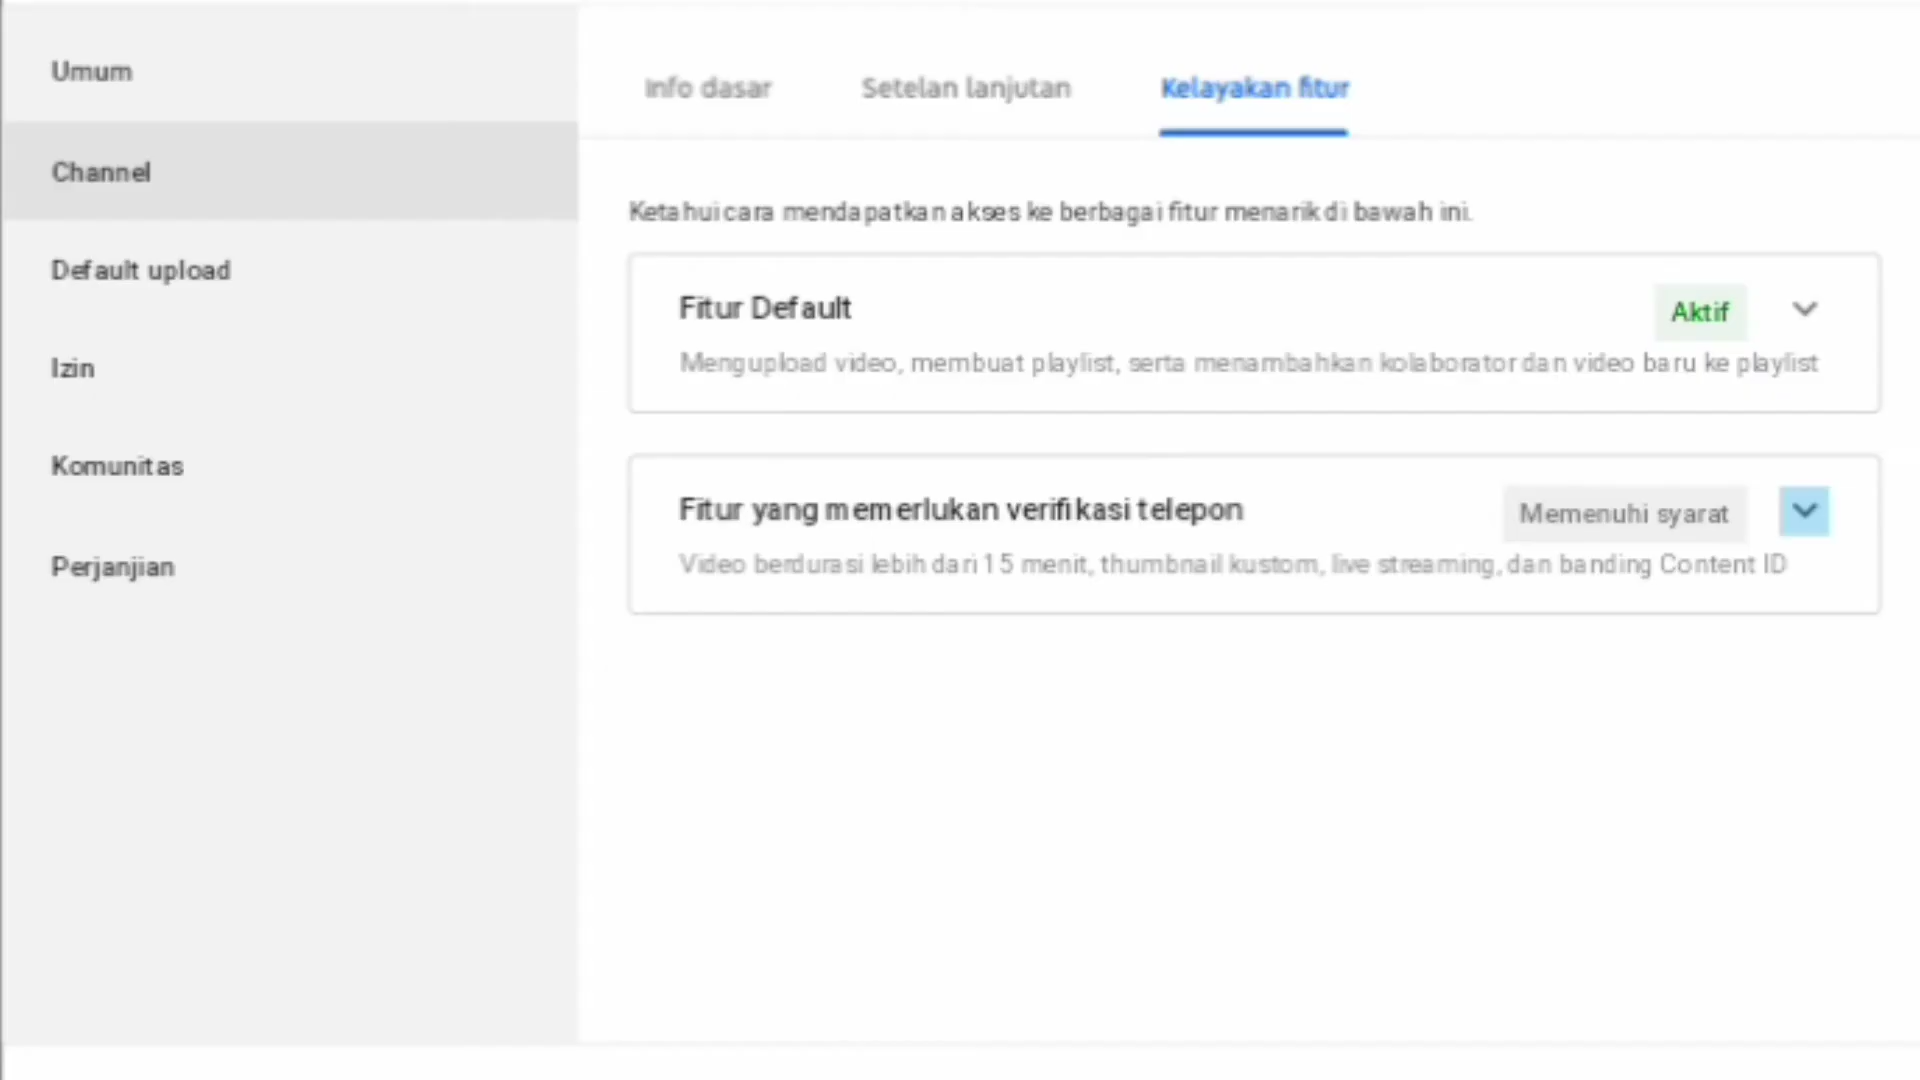 Umum
Channel
Default upload
Izin
Komunitas
Perjanjian
Info dasar
Setelan lanjutan
Kelayakan fitur
Ketahui cara mendapatkan akses ke berbagai fitur menarik di bawah ini.
Fitur Default
Aktif
Mengupload video, membuat playlist, serta menambahkan kolaborator dan video baru ke playlist
Fitur yang memerlukan verifikasi telepon
Memenuhi syarat
Video berdurasi lebih dari 15 menit, thumbnail kustom, live streaming, dan banding Content ID